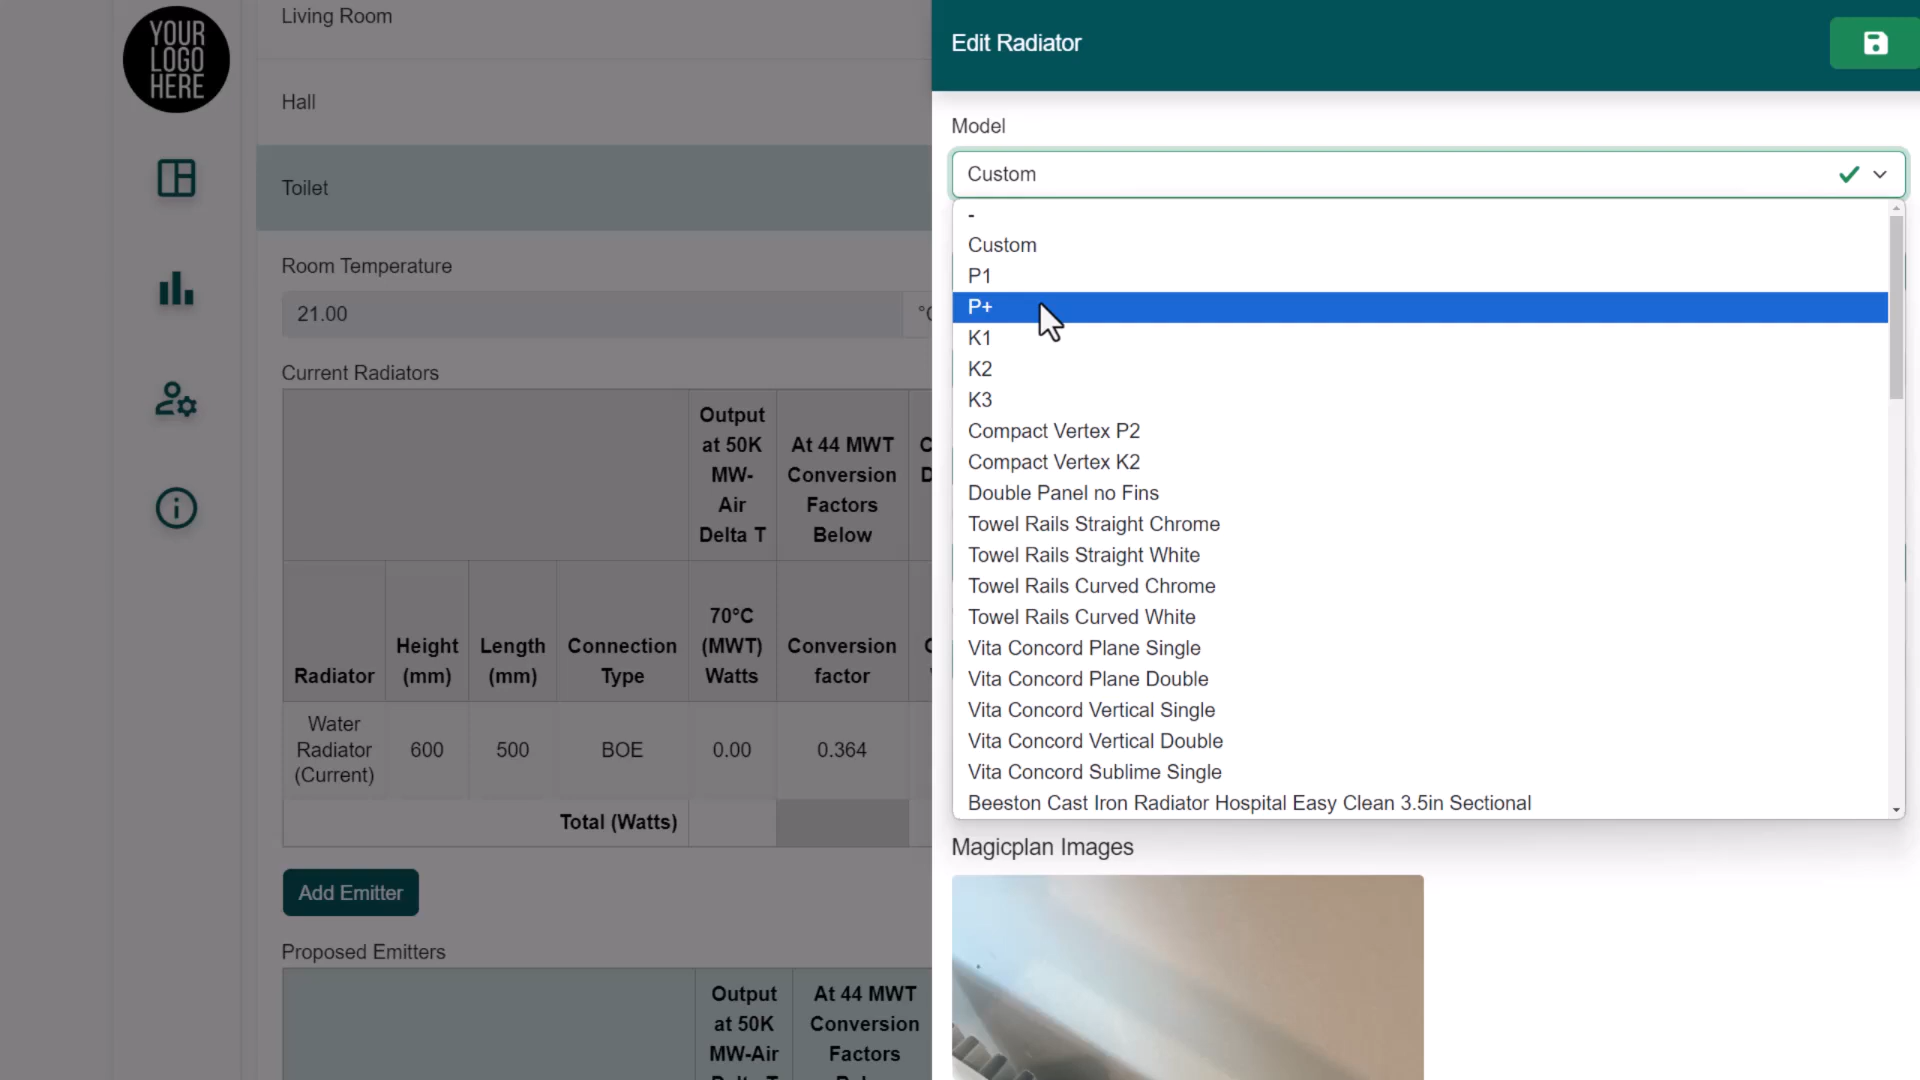 YOUR
LOGO
HERE
Living Room
Hall
Toilet
Room Temperature
21.00
Current Radiators
Output
at 50K
MW-
Air
Delta T
At 44 MWT
Conversion
Factors
Below
Radiator
Height
(mm)
Length
(mm)
Connection
Type
70°C
(MWT)
Watts
Conversion
factor
Water
Radiator
(Current)
600
500
BOE
0.00
0.364
Total (Watts)
Add Emitter
Proposed Emitters
Output
at 50K
MW-Air
At 44 MWT
Conversion
Factors
Edit Radiator
Model
Custom
-
Custom
P1
P+
K1
K2
K3
Compact Vertex P2
Compact Vertex K2
Double Panel no Fins
Towel Rails Straight Chrome
Towel Rails Straight White
Towel Rails Curved Chrome
Towel Rails Curved White
Vita Concord Plane Single
Vita Concord Plane Double
Vita Concord Vertical Single
Vita Concord Vertical Double
Vita Concord Sublime Single
Beeston Cast Iron Radiator Hospital Easy Clean 3.5in Sectional
Magicplan Images